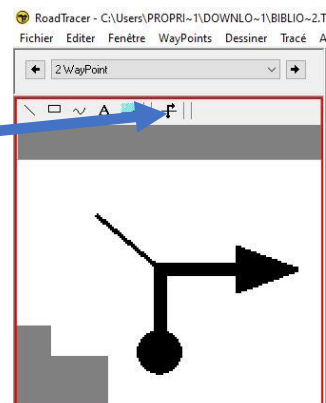 RoadTracer - C:\Users\PROPRI~1\DOWNLO~1\BIBLIO~2.T
Fichier Editer Fenêtre WayPoints Dessiner Tracé A
2 WayPoint
A